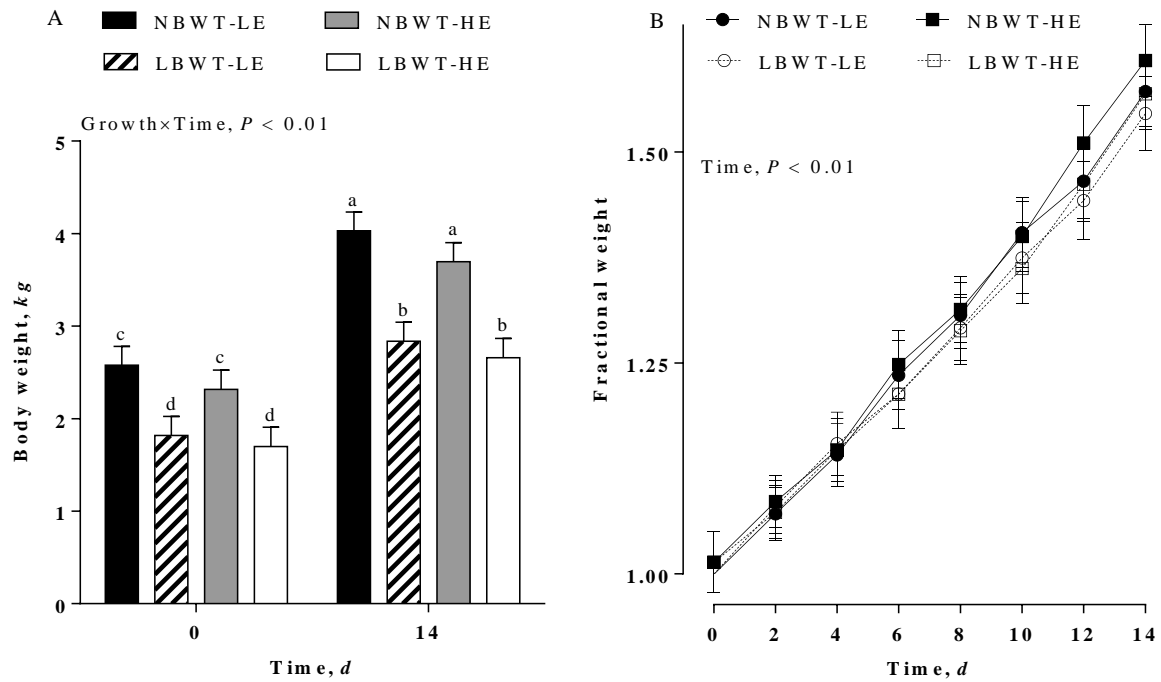 A
NBWT-LE NBWT-HE
LBWT-LE LBWT-HE
Growth×Time, P < 0.01
5
4
3
2
1
0
Body weight, kg
a
a
b
b
c
c
d
d
0 14
Time, d
B
NBWT-LE NBWT-HE
LBWT-LE LBWT-HE
Time, P < 0.01
1.50
1.25
1.00
Fractional weight
0 2 4 6 8 10 12 14
Time, d